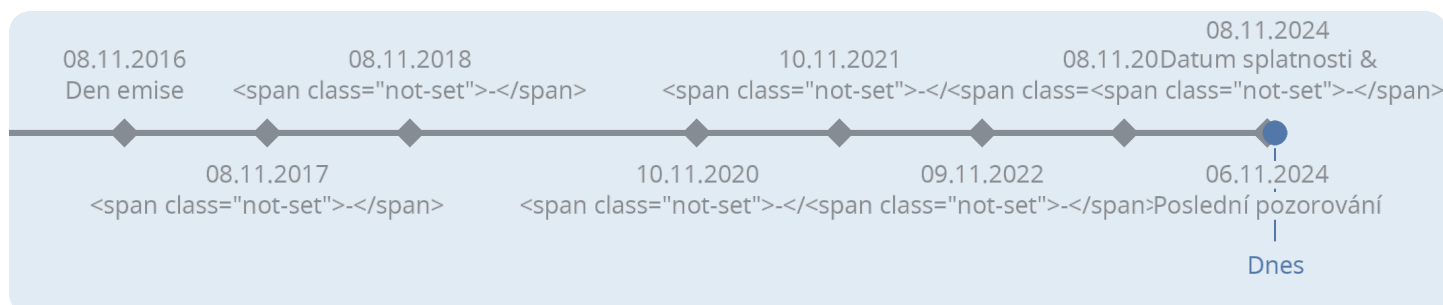 08.11.2024
08.11.2016
08.11.2018
10.11.2021
08.11.20
Datum splatnosti &
Den emise
<span class="not-set">-</span>
<span class="not-set">-</
<span class=
<span class="not-set">-</span>
08.11.2017
10.11.2020
09.11.2022
06.11.2024
<span class="not-set">-</span>
<span class="not-set">-</
<span class="not-set">-</span>
Poslední pozorování
Dnes